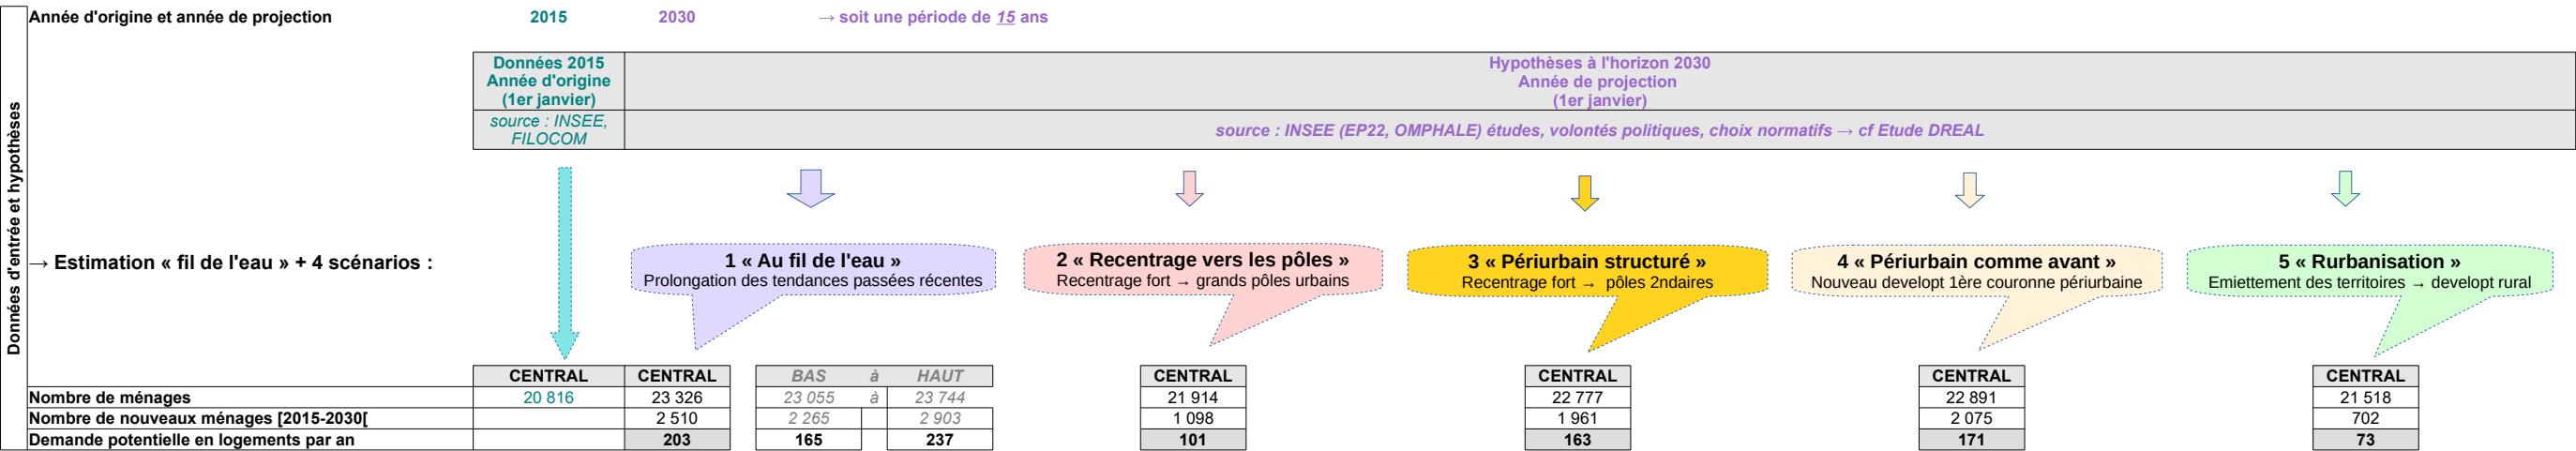 Année d'origine et année de projection 2015 2030 → soit une période de 15 ans
Données 2015
Année d'origine
(1er janvier)
Hypothèses à l'horizon 2030
Année de projection
(1er janvier)
source : INSEE,
FILOCOM
source : INSEE (EP22, OMPHALE) études, volontés politiques, choix normatifs → cf Etude DREAL
Données d'entrée et hypothèses
→ Estimation « fil de l'eau » + 4 scénarios :
1 « Au fil de l'eau »
Prolongation des tendances passées récentes
2 « Recentrage vers les pôles »
Recentrage fort → grands pôles urbains
3 « Périurbain structuré »
Recentrage fort → pôles 2ndaires
4 « Périurbain comme avant »
Nouveau developt 1ère couronne périurbaine
5 « Rurbanisation »
Emiettement des territoires → developt rural
CENTRAL CENTRAL BAS à HAUT CENTRAL CENTRAL CENTRAL CENTRAL
Nombre de ménages 20 816 23 326 23 055 à 23 744 21 914 22 777 22 891 21 518
Nombre de nouveaux ménages [2015-2030[ 2 510 2 265 2 903 1 098 1 961 2 075 702
Demande potentielle en logements par an 203 165 237 101 163 171 73